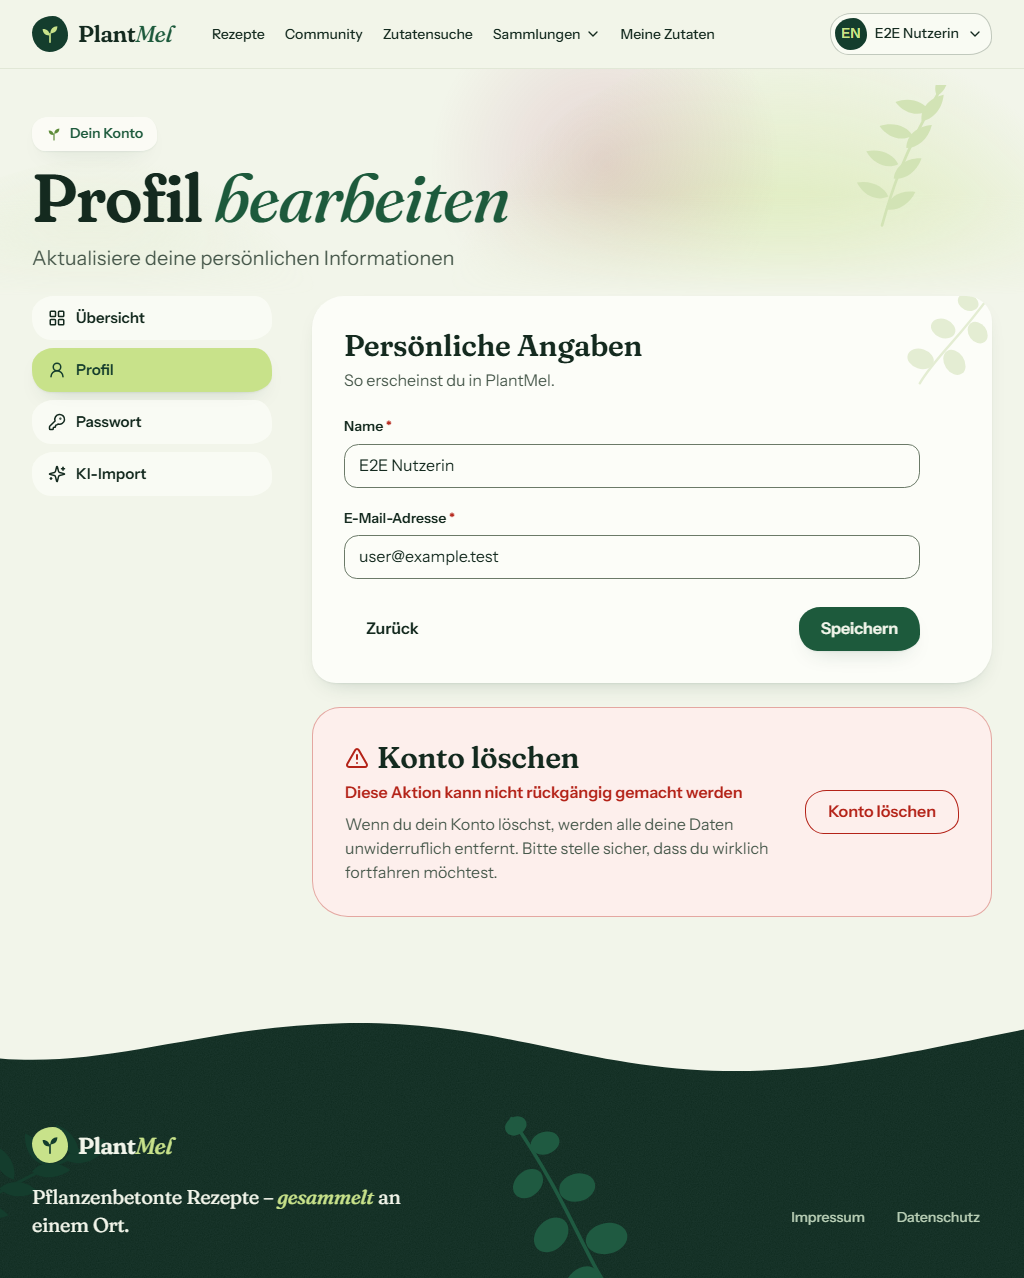 PlantMel
Rezepte
Community
Zutatensuche
Sammlungen
Meine Zutaten
EN
E2E Nutzerin
Dein Konto
Profil bearbeiten
Aktualisiere deine persönlichen Informationen
Übersicht
Profil
Passwort
KI-Import
Persönliche Angaben
So erscheinst du in PlantMel.
Name *
E2E Nutzerin
E-Mail-Adresse *
user@example.test
Zurück
Speichern
Konto löschen
Diese Aktion kann nicht rückgängig gemacht werden
Wenn du dein Konto löschst, werden alle deine Daten
unwiderruflich entfernt. Bitte stelle sicher, dass du wirklich
fortfahren möchtest.
Konto löschen
PlantMel
Pflanzenbetonte Rezepte – gesammelt an
einem Ort.
Impressum
Datenschutz